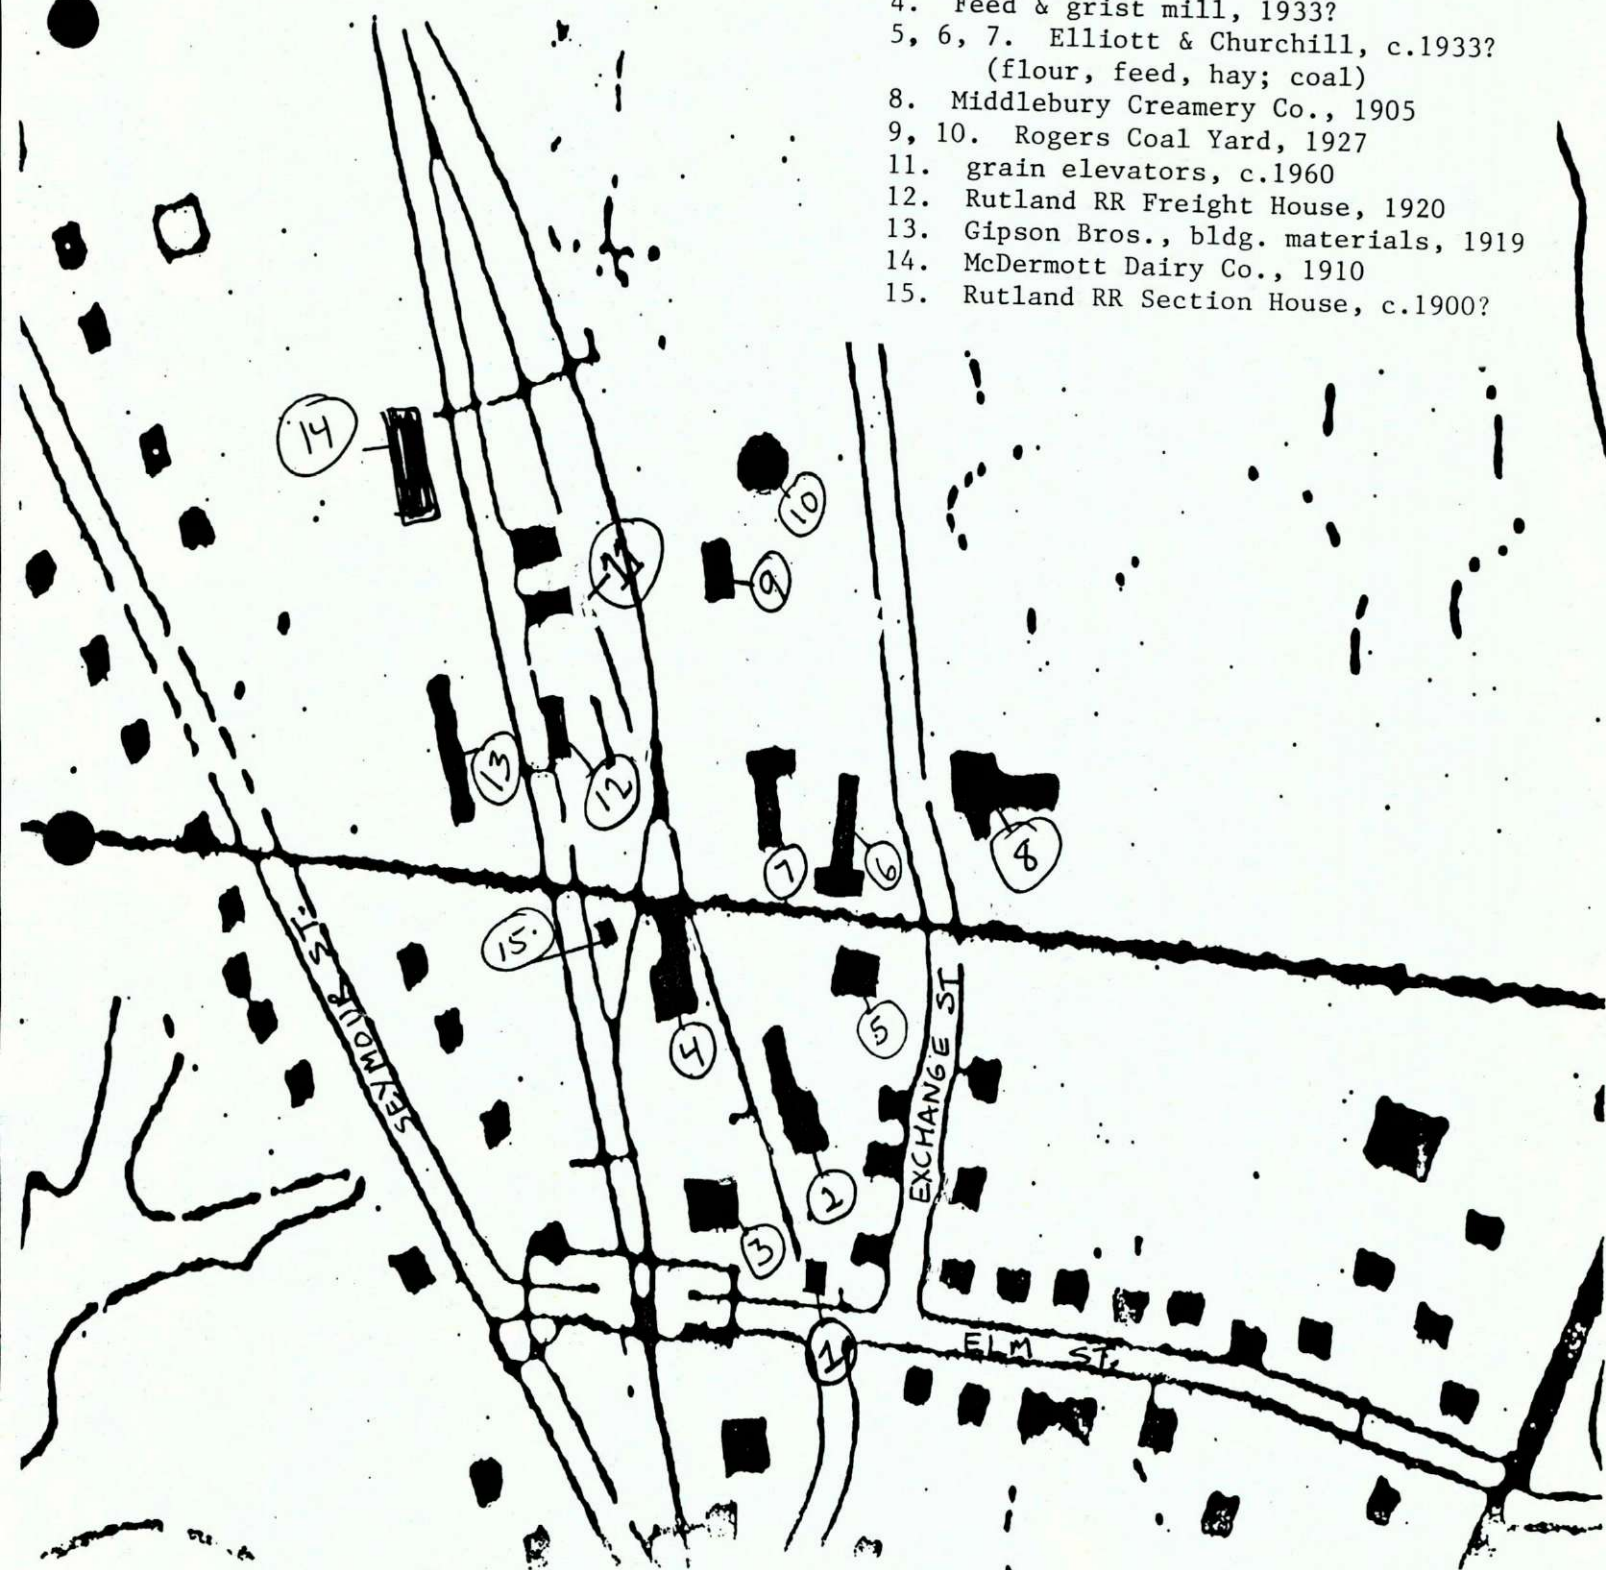 4. Feed & grist mill, 1933?
5, 6, 7. Elliott & Churchill, c.1933?
(flour, feed, hay; coal)
8. Middlebury Creamery Co., 1905
9, 10. Rogers Coal Yard, 1927
11. grain elevators, c.1960
12. Rutland RR Freight House, 1920
13. Gipson Bros., bldg. materials, 1919
14. McDermott Dairy Co., 1910
15. Rutland RR Section House, c.1900?
14
10
11
9
13
12
7
6
8
15.
SEYMOUR ST.
4
5
EXCHANGE ST
2
3
1
ELM ST.